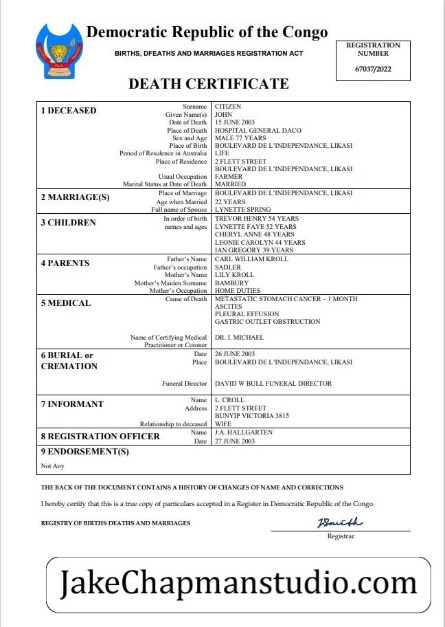 Democratic Republic of the Congo
BIRTHS, DFEATHS AND MARRIAGES REGISTRATION ACT
REGISTRATION
NUMBER
67037/2022
DEATH CERTIFICATE
1 DECEASED
Surname CITIZEN
Given Name(s) JOHN
Date of Death 15 JUNE 2003
Place of Death HOSPITAL GENERAL DACO
Sex and Age MALE 77 YEARS
Place of Birth BOULEVARD DE L'INDEPENDANCE, LIKASI
Period of Residence in Australia LIFE
Place of Residence 2 FLETT STREET
BOULEVARD DE L'INDEPENDANCE, LIKASI
Usual Occupation FARMER
Marital Status at Date of Death MARRIED
2 MARRIAGE(S)
Place of Marriage BOULEVARD DE L'INDEPENDANCE, LIKASI
Age when Married 22 YEARS
Full name of Spouse LYNETTE SPRING
3 CHILDREN
In order of birth TREVOR HENRY 54 YEARS
names and ages LYNETTE FAYE 52 YEARS
CHERYL ANNE 48 YEARS
LEONIE CAROLYN 44 YEARS
IAN GREGORY 39 YEARS
4 PARENTS
Father's Name CARL WILLIAM KROLL
Father's occupation SADLER
Mother's Name LILY KROLL
Mother's Maiden Surname BAMBURY
Mother's Occupation HOME DUTIES
5 MEDICAL
Cause of Death METASTATIC STOMACH CANCER – 1 MONTH
ASCITES
PLEURAL EFFUSION
GASTRIC OUTLET OBSTRUCTION
Name of Certifying Medical DR. I. MICHAEL
Practitioner or Coroner
6 BURIAL or
CREMATION
Date 26 JUNE 2003
Place BOULEVARD DE L'INDEPENDANCE, LIKASI
Funeral Director DAVID W BULL FUNERAL DIRECTOR
7 INFORMANT
Name L. CROLL
Address 2 FLETT STREET
BUNYIP VICTORIA 3815
Relationship to deceased WIFE
8 REGISTRATION OFFICER
Name J.A. HALLGARTEN
Date 27 JUNE 2003
9 ENDORSEMENT(S)
Not Any
THE BACK OF THE DOCUMENT CONTAINS A HISTORY OF CHANGES OF NAME AND CORRECTIONS
I hereby certify that this is a true copy of particulars accepted in a Register in Democratic Republic of the Congo.
REGISTRY OF BIRTHS DEATHS AND MARRIAGES
Registrar
JakeChapmanstudio.com